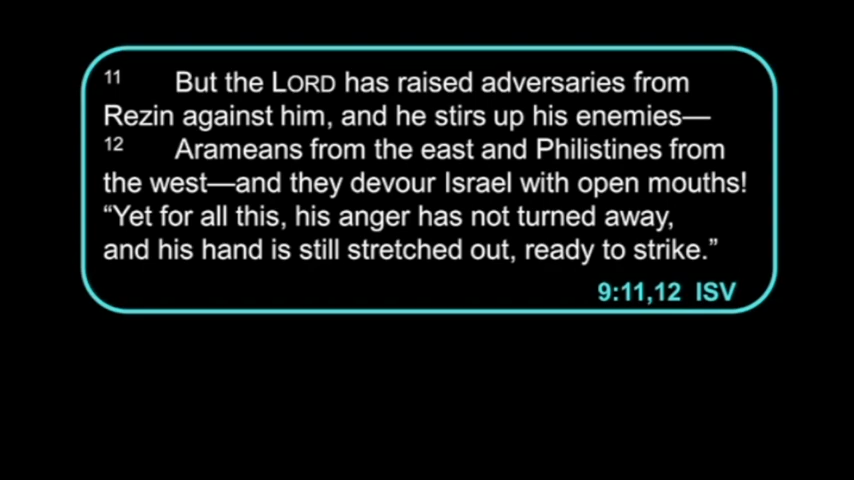 11 But the LORD has raised adversaries from
Rezin against him, and he stirs up his enemies—
12 Arameans from the east and Philistines from
the west—and they devour Israel with open mouths!
“Yet for all this, his anger has not turned away,
and his hand is still stretched out, ready to strike.”
9:11,12 ISV